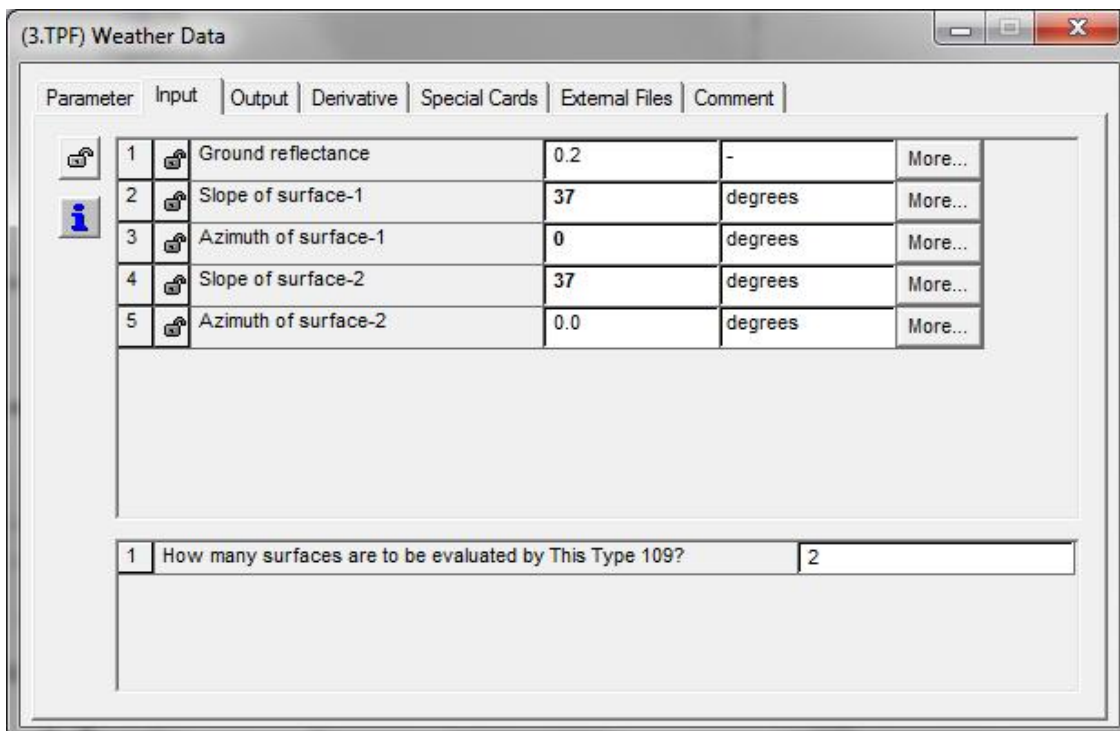 (3.TPF) Weather Data
Parameter Input Output Derivative Special Cards External Files Comment
1 Ground reflectance 0.2 - More...
2 Slope of surface-1 37 degrees More...
3 Azimuth of surface-1 0 degrees More...
4 Slope of surface-2 37 degrees More...
5 Azimuth of surface-2 0.0 degrees More...
1 How many surfaces are to be evaluated by This Type 109? 2